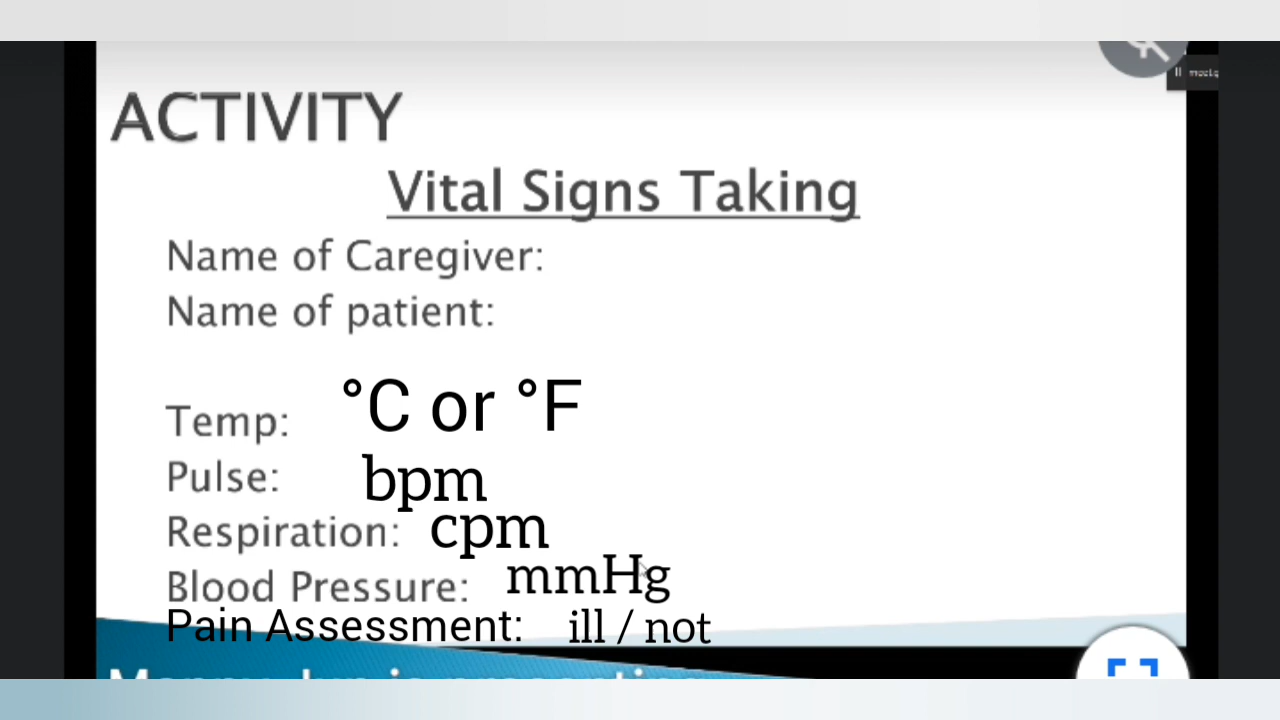 ACTIVITY
Vital Signs Taking
Name of Caregiver:
Name of patient:
Temp: °C or °F
Pulse: bpm
Respiration: cpm
Blood Pressure: mmHg
Pain Assessment: ill / not